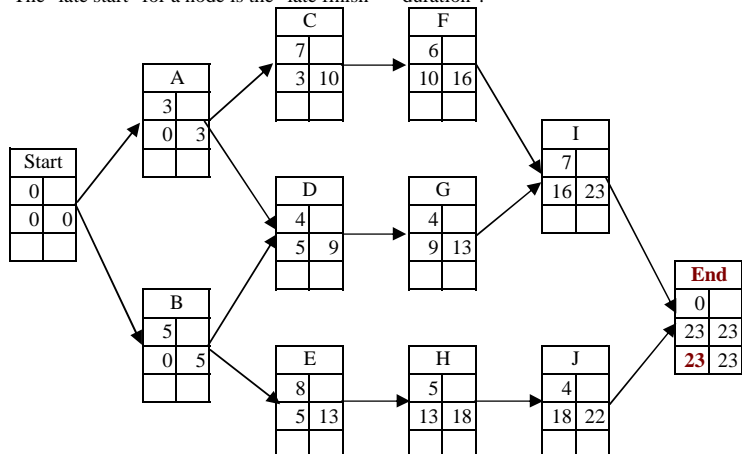 The "late start" for a node is the "late finish" – "duration".
C
7
3 10
F
6
10 16
A
3
0 3
I
7
16 23
Start
0
0 0
D
4
5 9
G
4
9 13
B
5
0 5
End
0
23 23
23 23
E
8
5 13
H
5
13 18
J
4
18 22